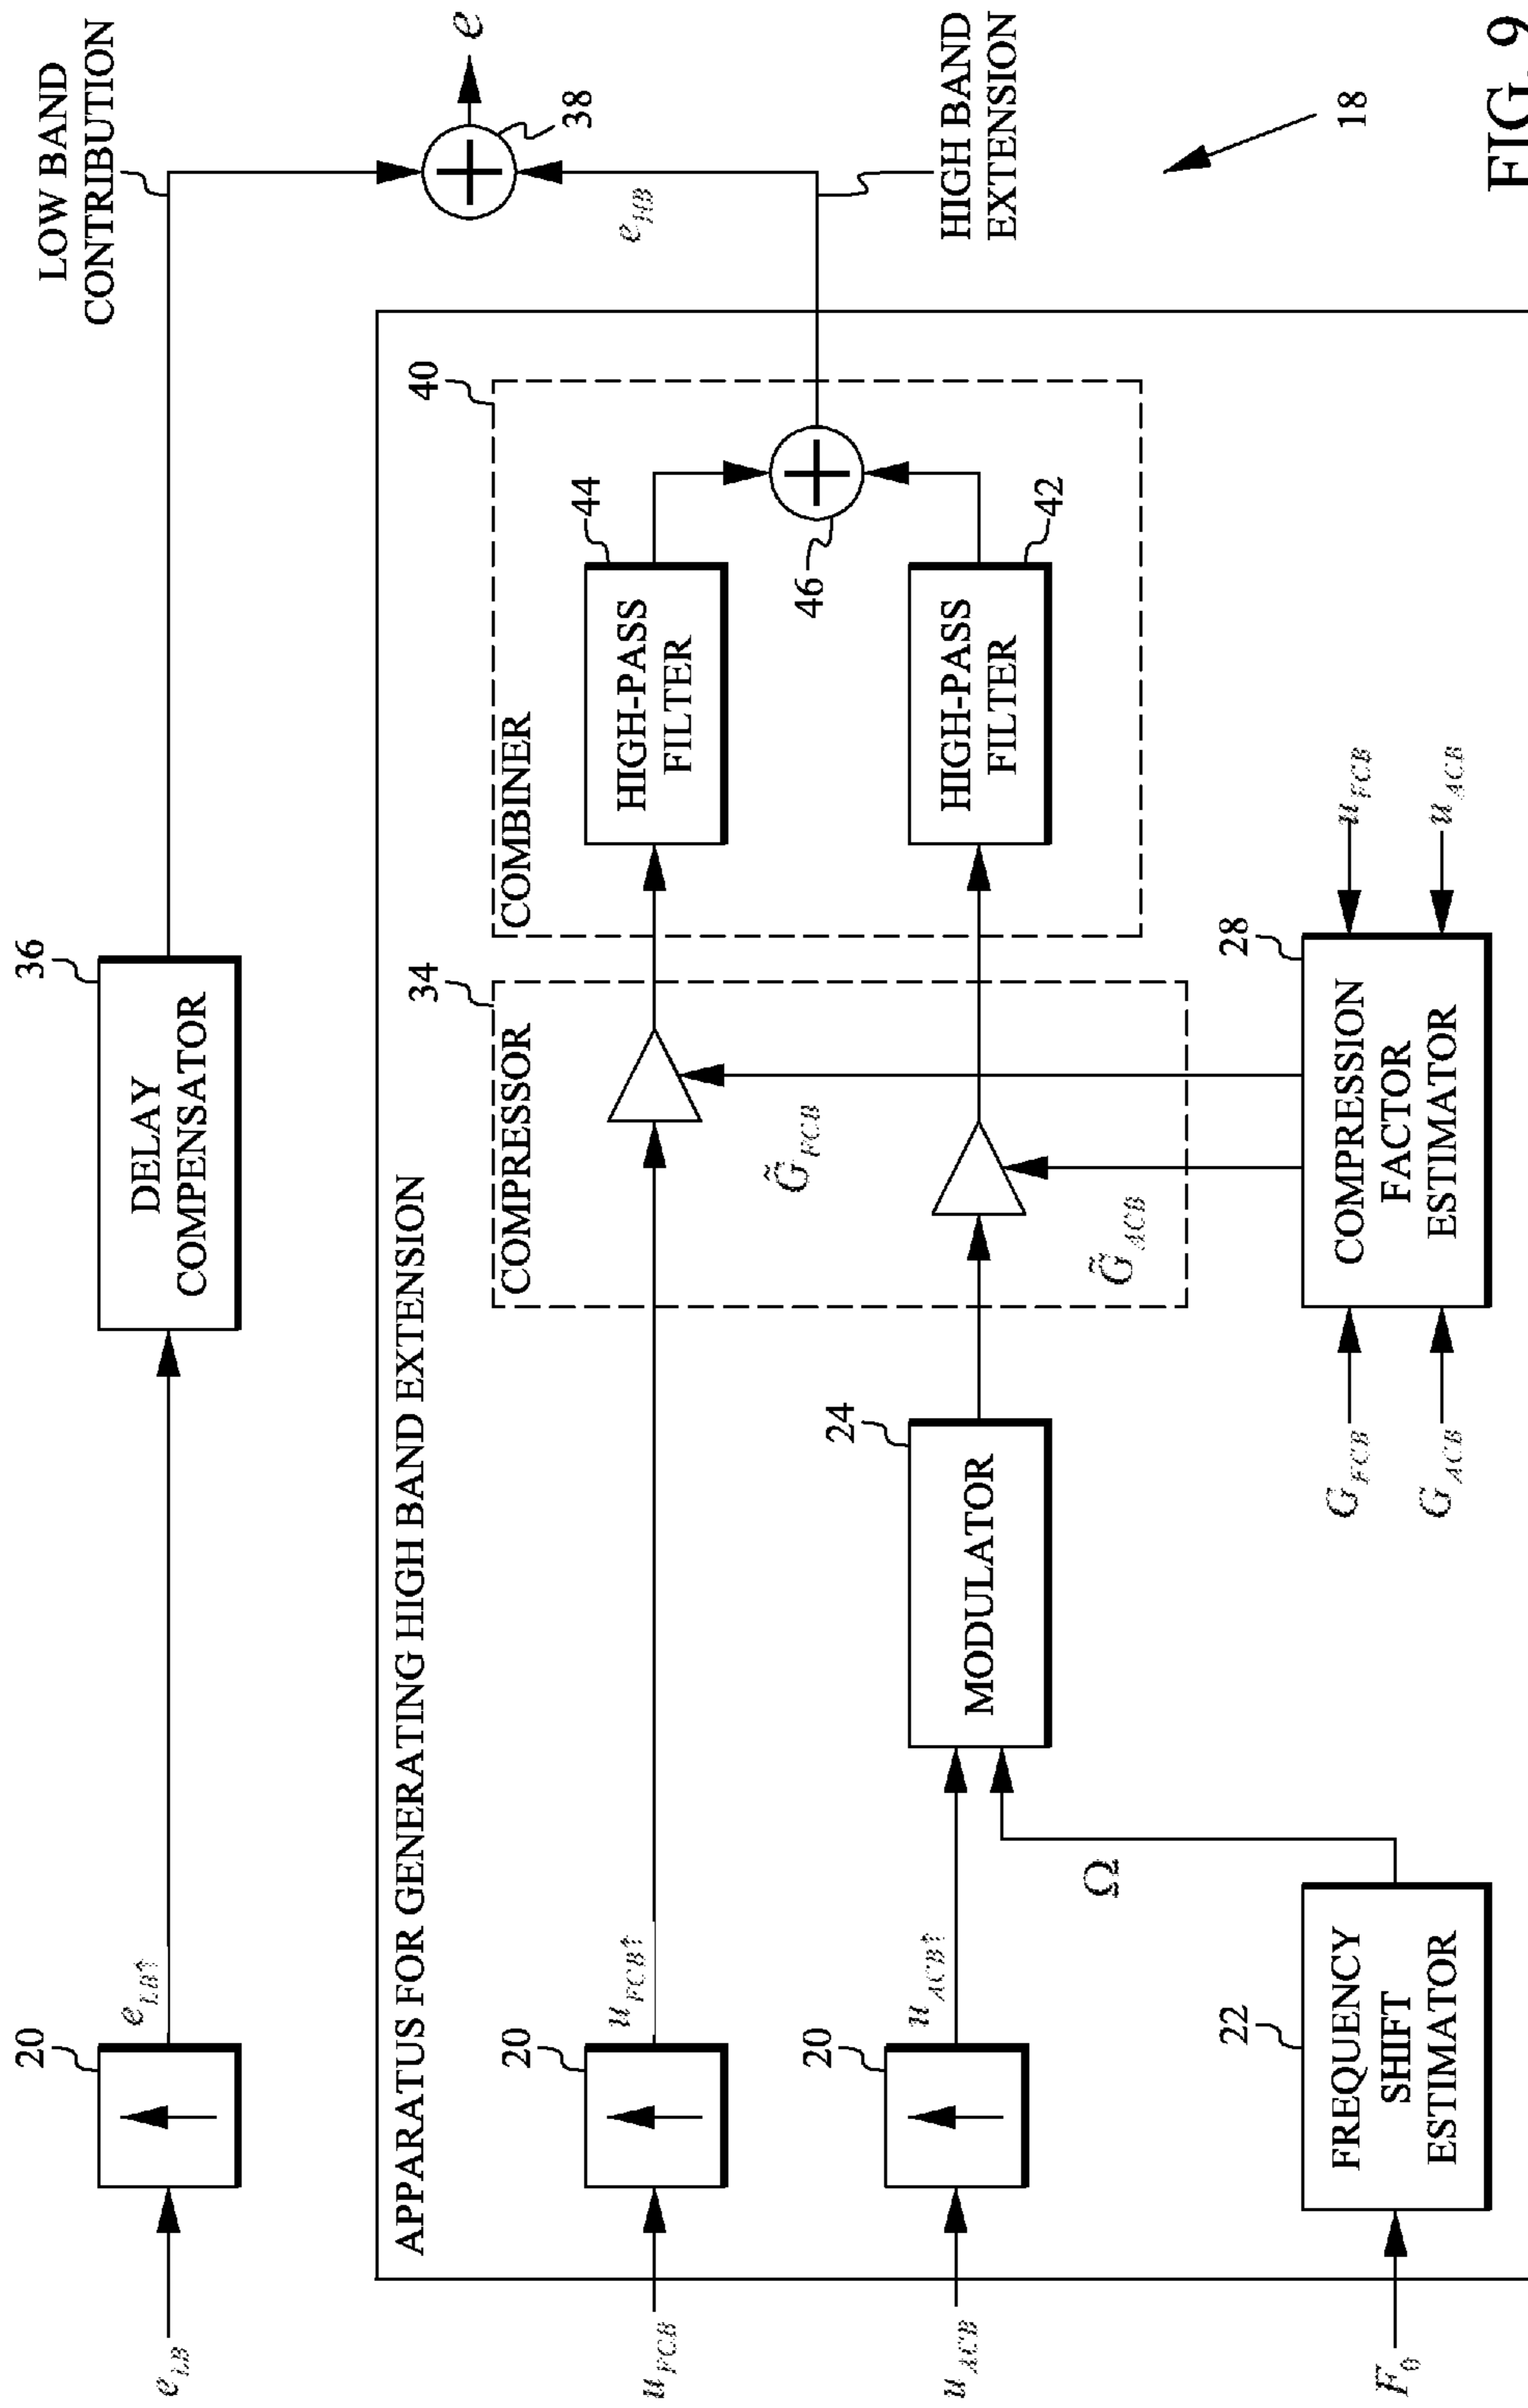 LOW BAND
CONTRIBUTION
36
DELAY
COMPENSATOR
20
e_LB
e_LB↑
38
e
e_HB
HIGH BAND
EXTENSION
18
APPARATUS FOR GENERATING HIGH BAND EXTENSION
20
u_FCB
u_FCB↑
COMPRESSOR
34
G̃_FCB
COMBINER
40
HIGH-PASS
FILTER
44
46
20
u_ACB
u_ACB↑
MODULATOR
24
Ω
G̃_ACB
HIGH-PASS
FILTER
42
F_0
FREQUENCY
SHIFT
ESTIMATOR
22
G_FCB
G_ACB
COMPRESSION
FACTOR
ESTIMATOR
28
u_FCB
u_ACB
FIG. 9